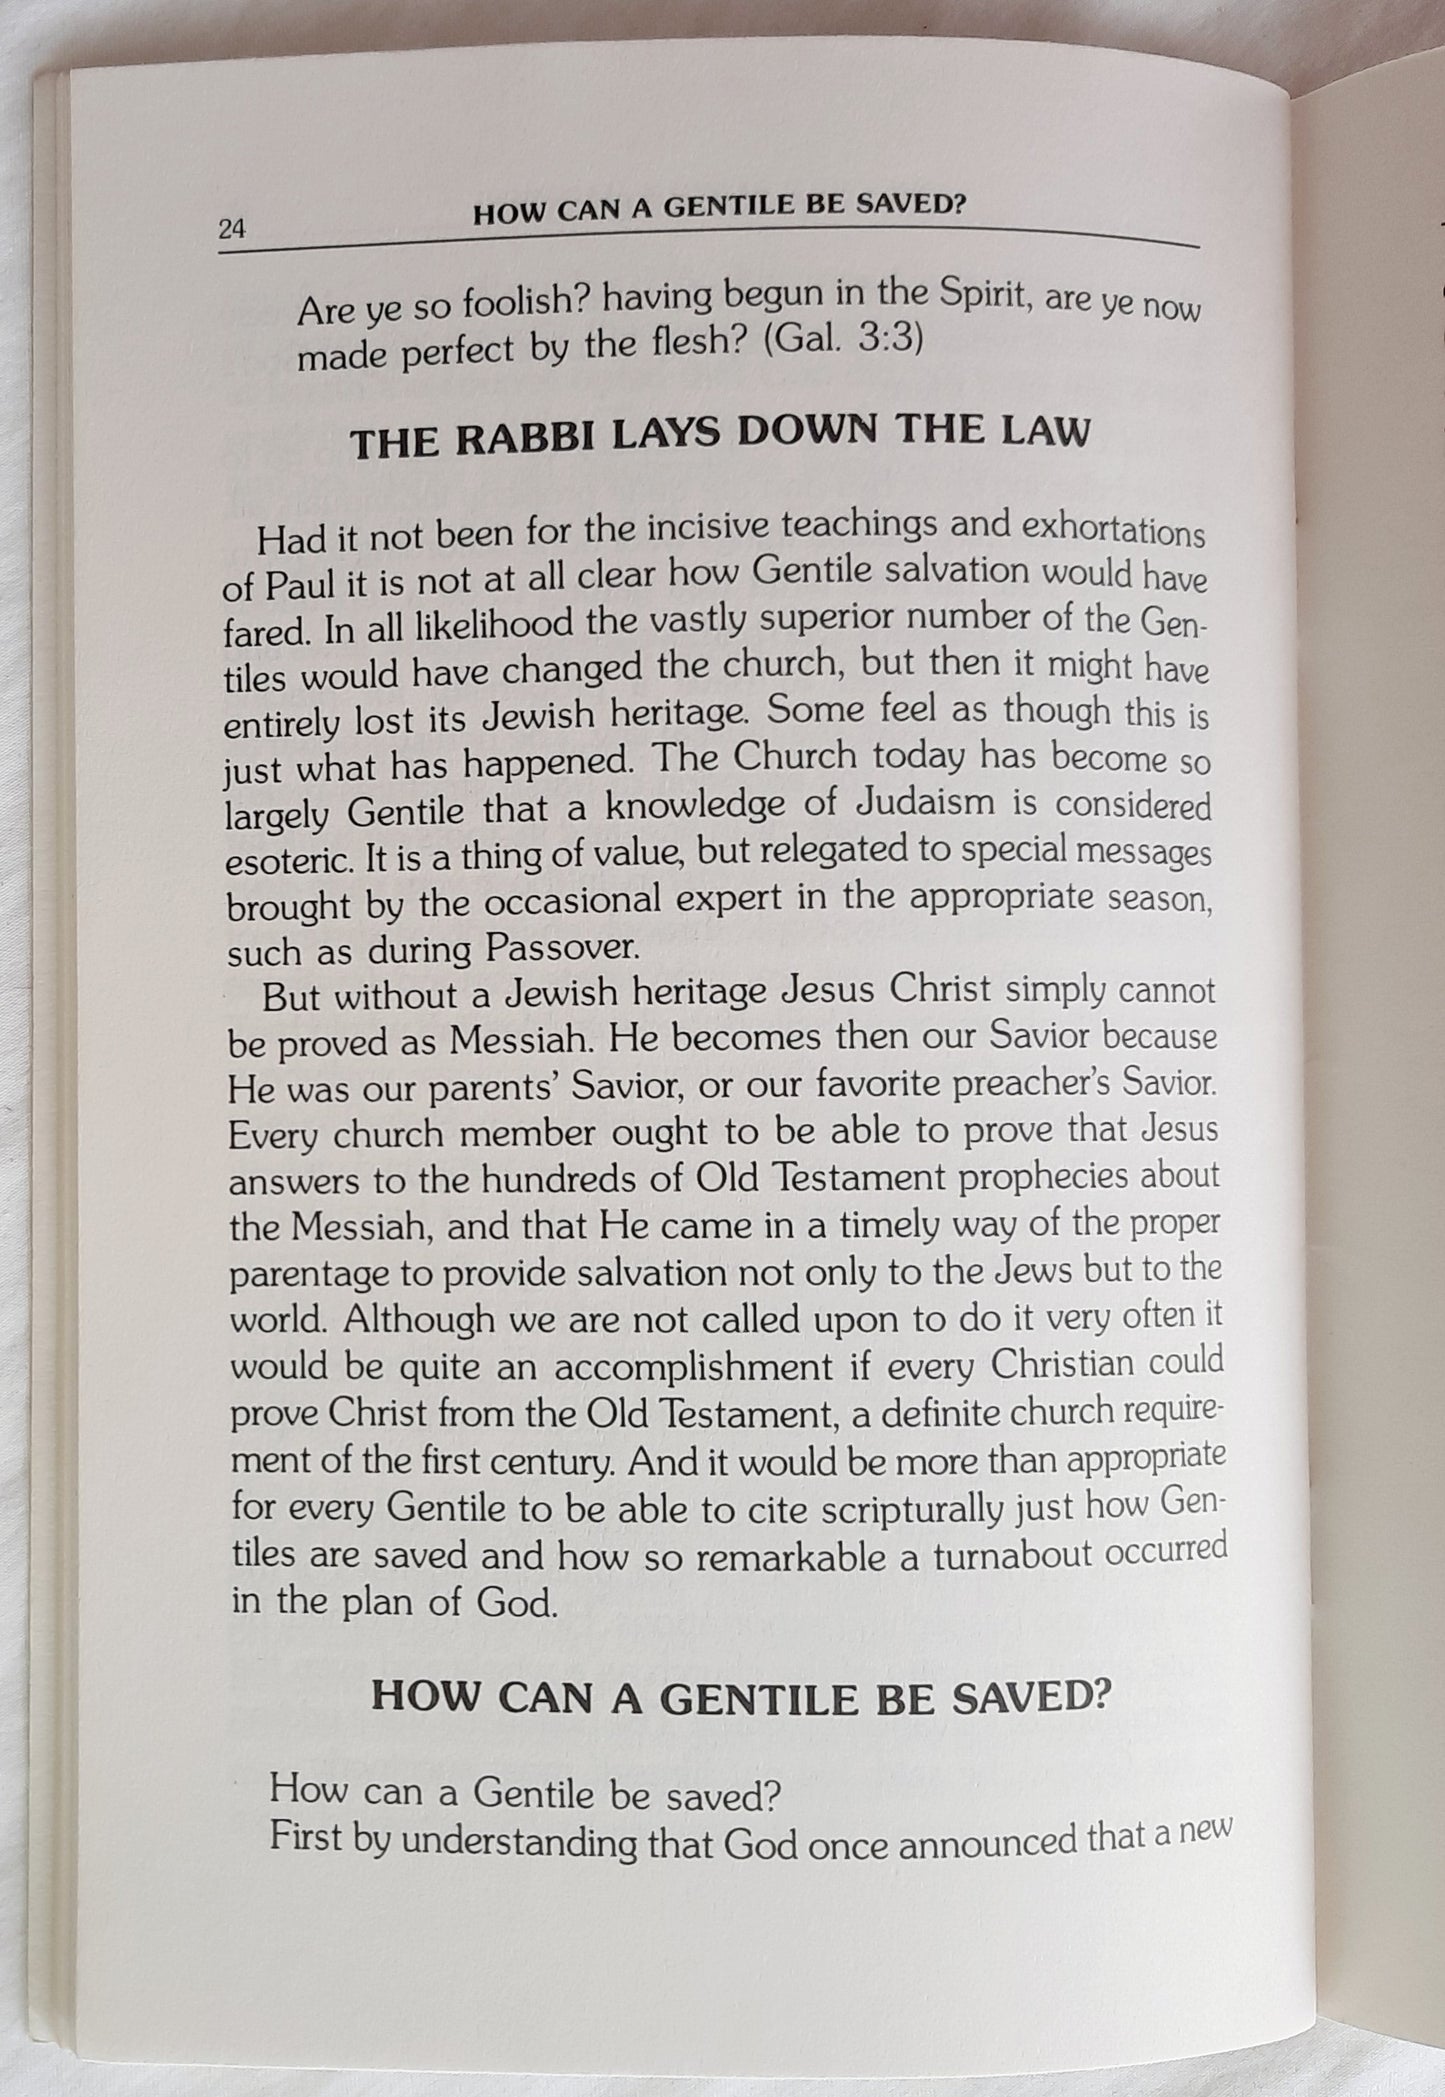 24
HOW CAN A GENTILE BE SAVED?
Are ye so foolish? having begun in the Spirit, are ye now
made perfect by the flesh? (Gal. 3:3)
THE RABBI LAYS DOWN THE LAW
Had it not been for the incisive teachings and exhortations
of Paul it is not at all clear how Gentile salvation would have
fared. In all likelihood the vastly superior number of the Gen-
tiles would have changed the church, but then it might have
entirely lost its Jewish heritage. Some feel as though this is
just what has happened. The Church today has become so
largely Gentile that a knowledge of Judaism is considered
esoteric. It is a thing of value, but relegated to special messages
brought by the occasional expert in the appropriate season,
such as during Passover.
But without a Jewish heritage Jesus Christ simply cannot
be proved as Messiah. He becomes then our Savior because
He was our parents’ Savior, or our favorite preacher’s Savior.
Every church member ought to be able to prove that Jesus
answers to the hundreds of Old Testament prophecies about
the Messiah, and that He came in a timely way of the proper
parentage to provide salvation not only to the Jews but to the
world. Although we are not called upon to do it very often it
would be quite an accomplishment if every Christian could
prove Christ from the Old Testament, a definite church require-
ment of the first century. And it would be more than appropriate
for every Gentile to be able to cite scripturally just how Gen-
tiles are saved and how so remarkable a turnabout occurred
in the plan of God.
HOW CAN A GENTILE BE SAVED?
How can a Gentile be saved?
First by understanding that God once announced that a new